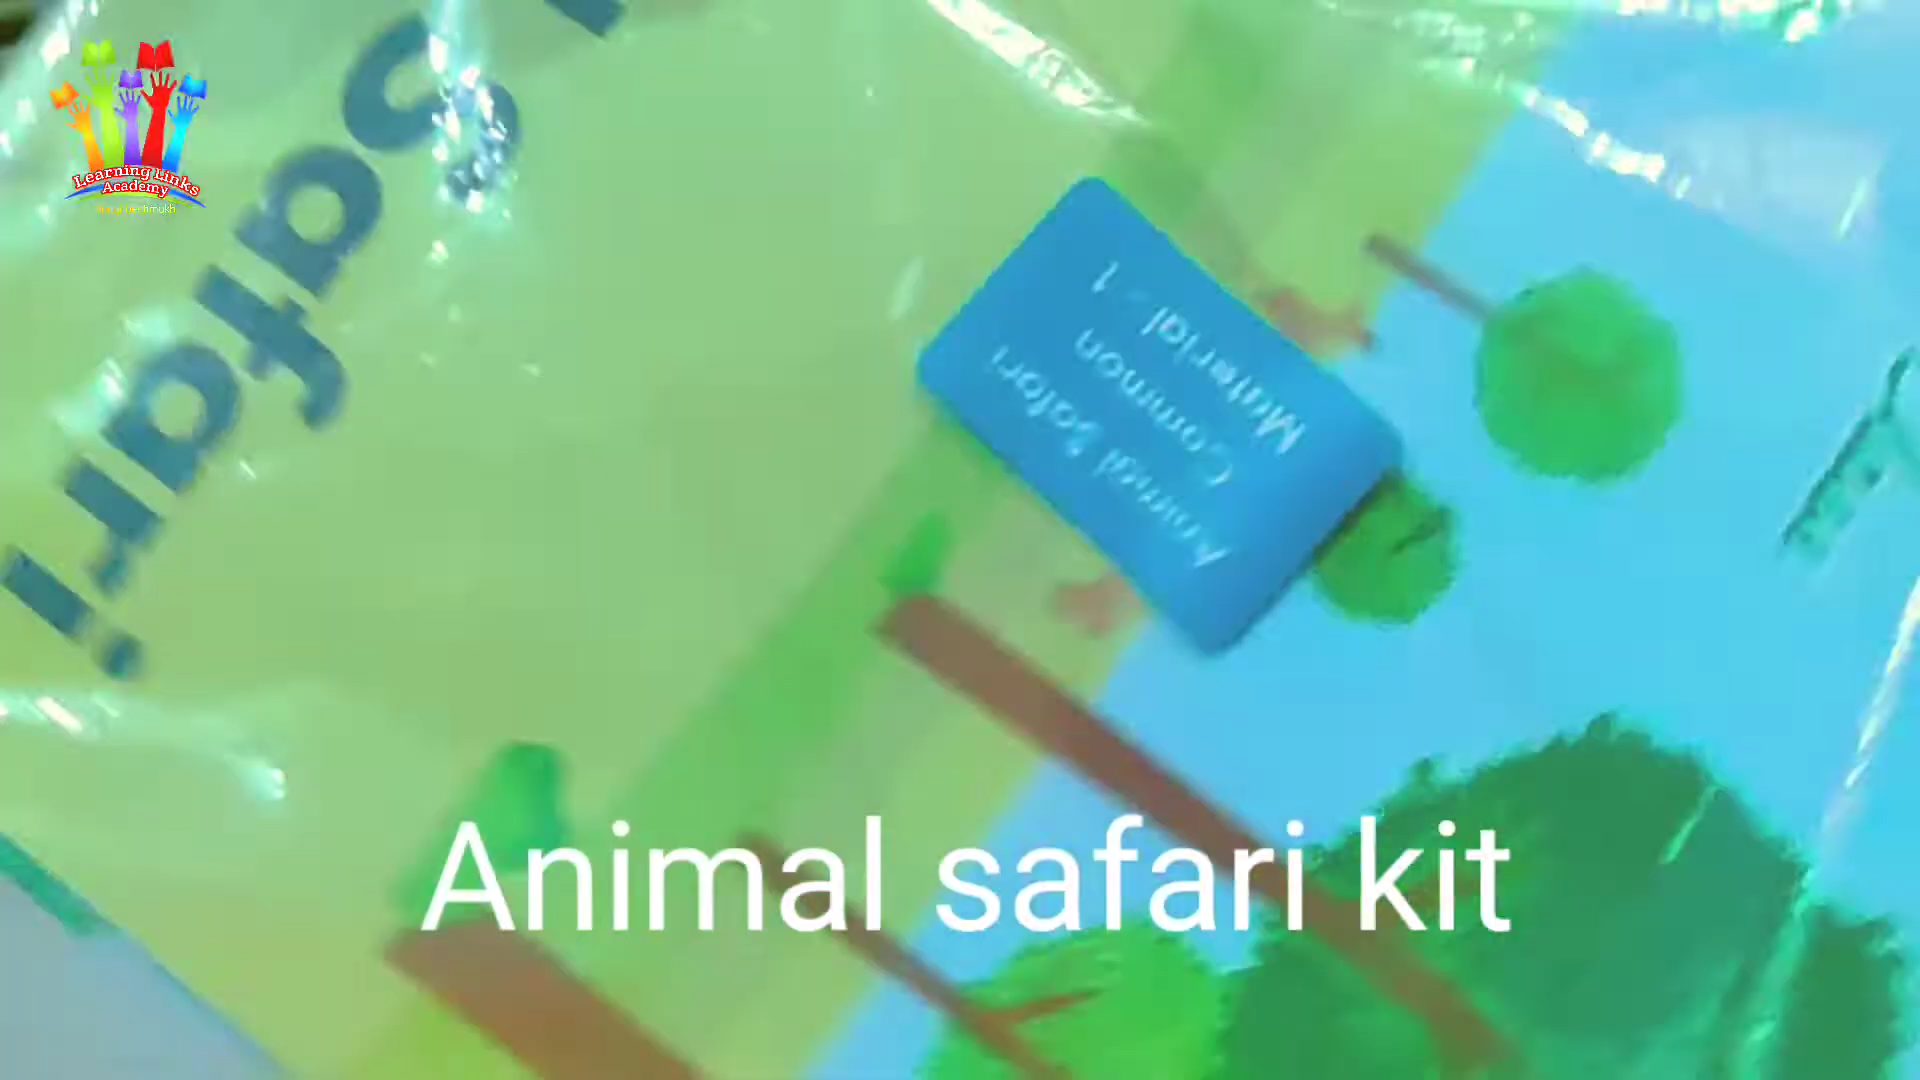 Learning Links
Academy
Safari
Animal Safari
Common
Material - 1
Animal safari kit